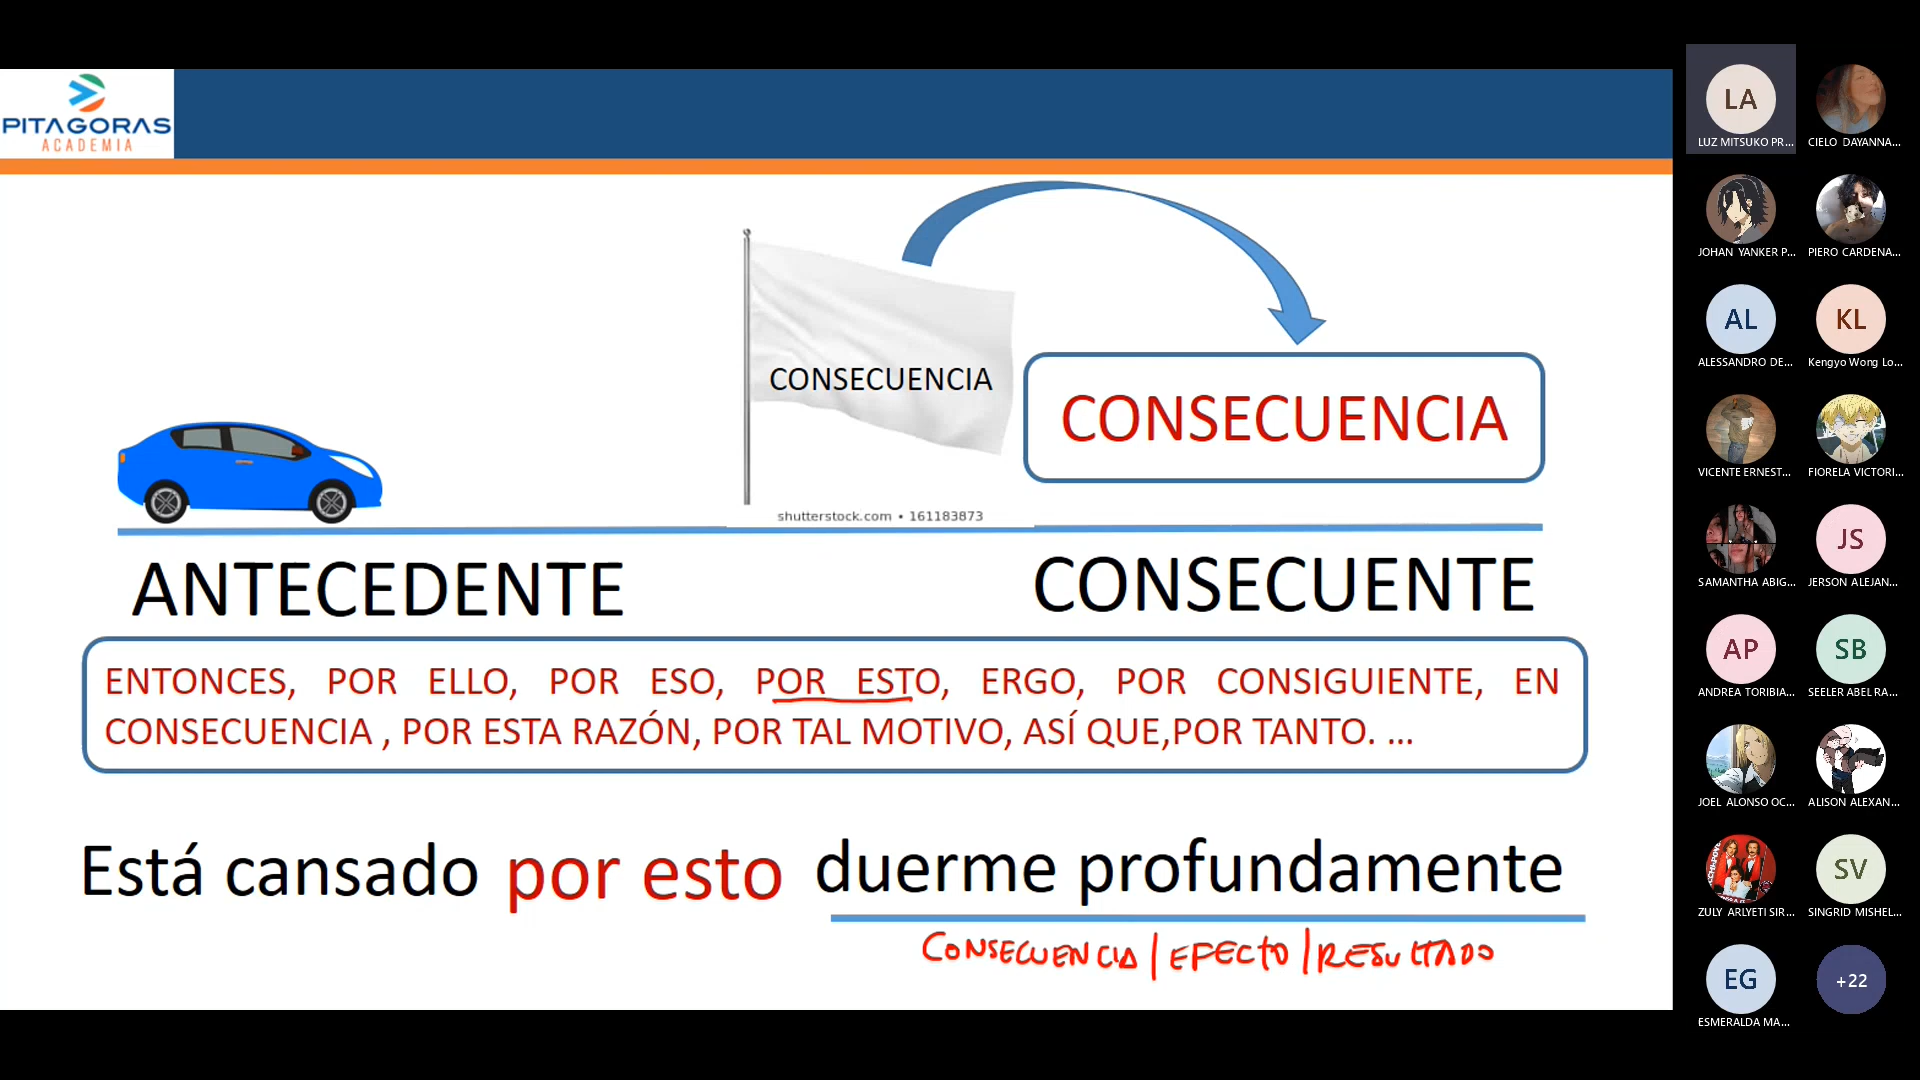 PITAGORAS
ACADEMIA
CONSECUENCIA
CONSECUENCIA
shutterstock.com • 161183873
ANTECEDENTE
CONSECUENTE
ENTONCES, POR ELLO, POR ESO, POR ESTO, ERGO, POR CONSIGUIENTE, EN
CONSECUENCIA , POR ESTA RAZÓN, POR TAL MOTIVO, ASÍ QUE,POR TANTO. ...
Está cansado por esto duerme profundamente
CONSECUENCIA | EFECTO | RESULTADO
LA
LUZ MITSUKO PR...
CIELO DAYANNA...
JOHAN YANKER P...
PIERO CARDENA...
AL
ALESSANDRO DE...
KL
Kengyo Wong Lo...
VICENTE ERNEST...
FIORELA VICTORI...
SAMANTHA ABIG...
JS
JERSON ALEJAN...
AP
ANDREA TORIBIA...
SB
SEELER ABEL RA...
JOEL ALONSO OC...
ALISON ALEXAN...
ZULY ARLYETI SIR...
SV
SINGRID MISHEL...
EG
ESMERALDA MA...
+22